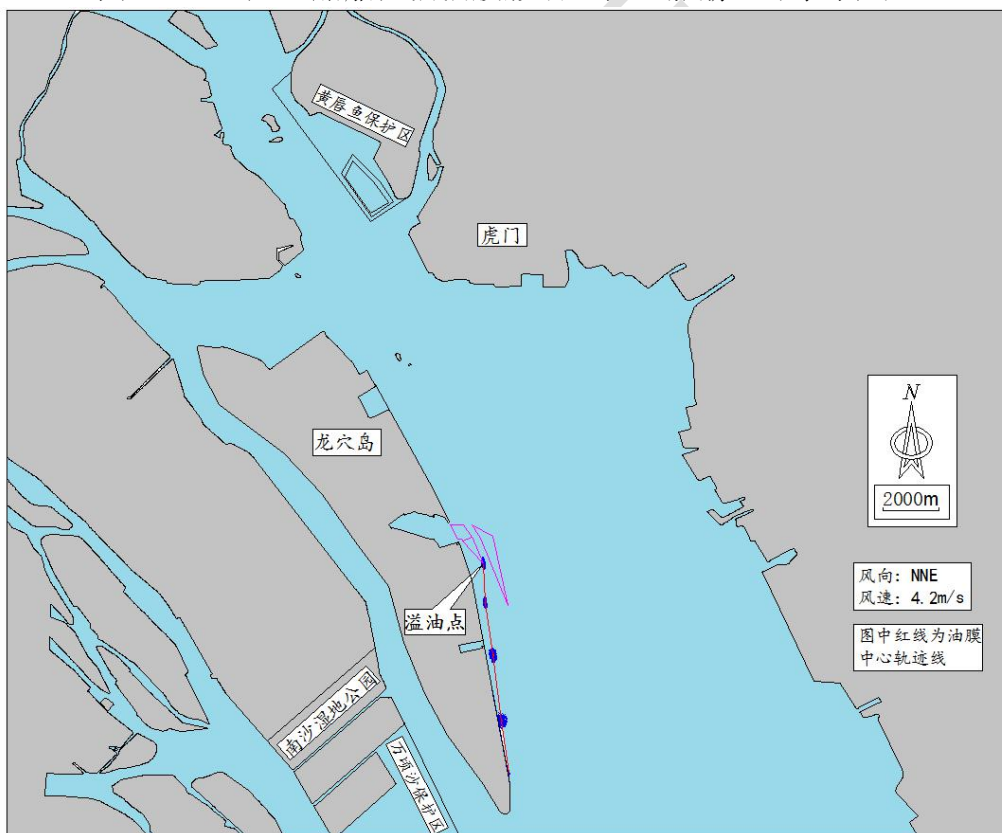 黄唇鱼保护区
虎门
N
2000m
龙穴岛
风向: NNE
风速: 4.2m/s
溢油点
图中红线为油膜
中心轨迹线
南沙湿地公园
万顷沙保护区